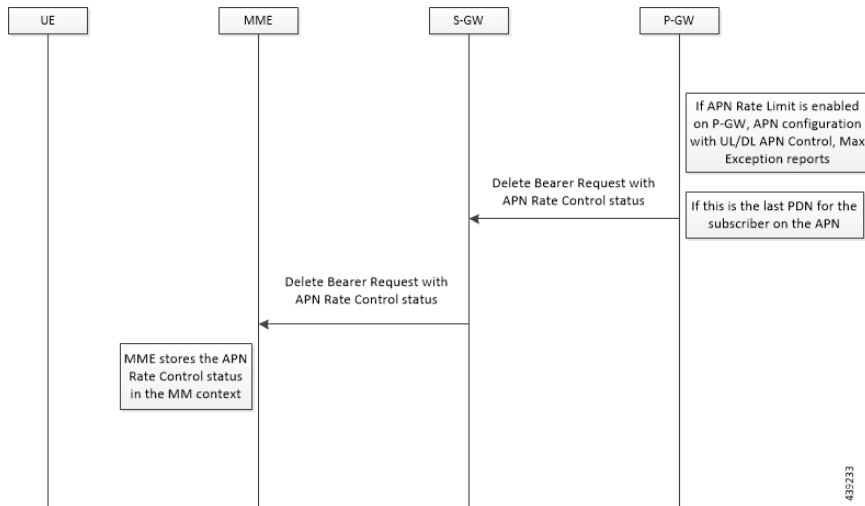 UE
MME
S-GW
P-GW
If APN Rate Limit is enabled
on P-GW, APN configuration
with UL/DL APN Control, Max
Exception reports
Delete Bearer Request with
APN Rate Control status
If this is the last PDN for the
subscriber on the APN
Delete Bearer Request with
APN Rate Control status
MME stores the APN
Rate Control status
in the MM context
439233